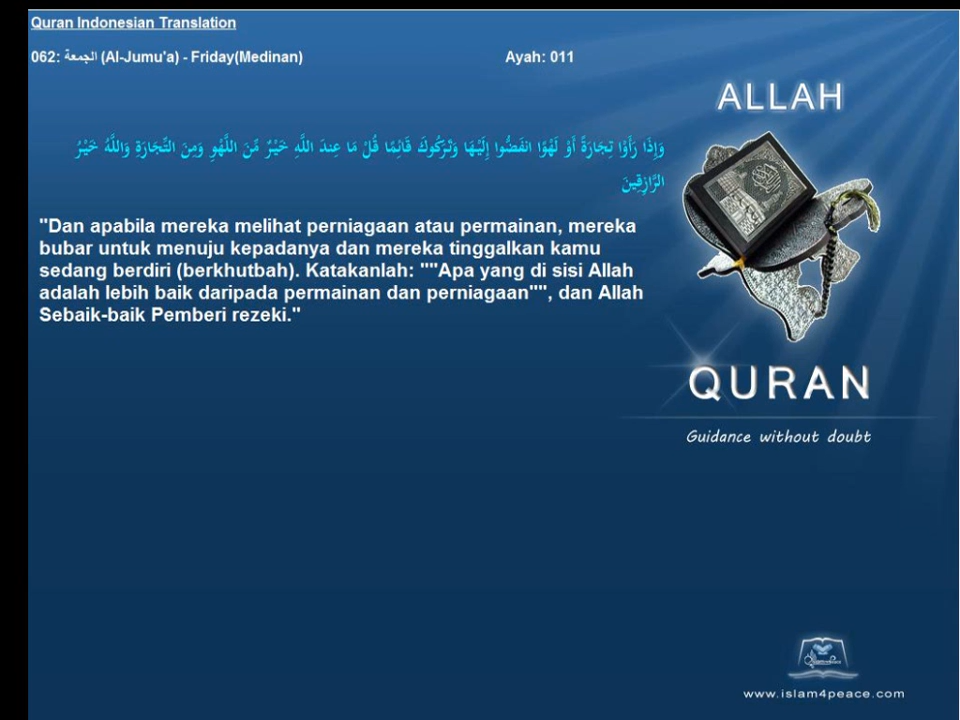 Quran Indonesian Translation
062: الجمعة (Al-Jumu'a) - Friday(Medinan) Ayah: 011
ALLAH
وَإِذَا رَأَوْا تِجَارَةً أَوْ لَهْوًا انفَضُّوا إِلَيْهَا وَتَرَكُوكَ قَائِمًا قُلْ مَا عِندَ اللَّهِ خَيْرٌ مِّنَ اللَّهْوِ وَمِنَ التِّجَارَةِ وَاللَّهُ خَيْرُ
الرَّازِقِينَ
"Dan apabila mereka melihat perniagaan atau permainan, mereka
bubar untuk menuju kepadanya dan mereka tinggalkan kamu
sedang berdiri (berkhutbah). Katakanlah: ""Apa yang di sisi Allah
adalah lebih baik daripada permainan dan perniagaan"", dan Allah
Sebaik-baik Pemberi rezeki."
QURAN
Guidance without doubt
www.islam4peace.com